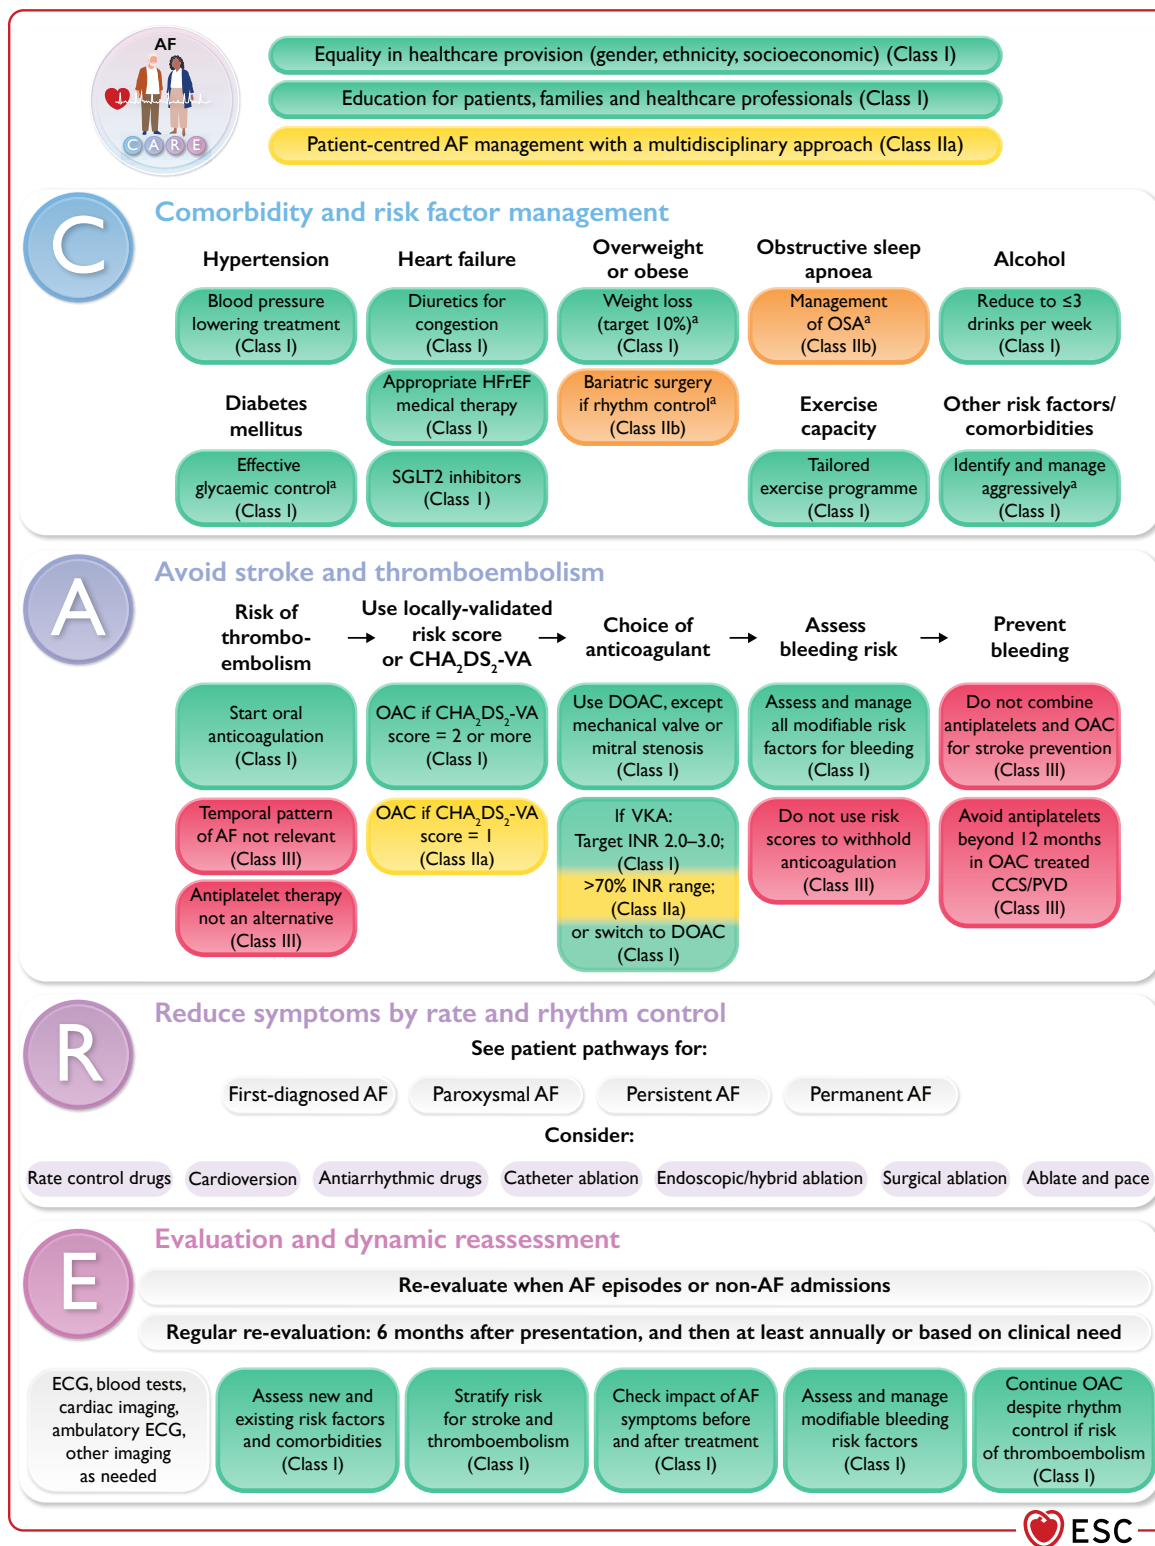 AF
C A R E
Equality in healthcare provision (gender, ethnicity, socioeconomic) (Class I)
Education for patients, families and healthcare professionals (Class I)
Patient-centred AF management with a multidisciplinary approach (Class IIa)
C
Comorbidity and risk factor management
Hypertension
Blood pressure
lowering treatment
(Class I)
Diabetes
mellitus
Effective
glycaemic controlᵃ
(Class I)
Heart failure
Diuretics for
congestion
(Class I)
Appropriate HFrEF
medical therapy
(Class I)
SGLT2 inhibitors
(Class 1)
Overweight
or obese
Weight loss
(target 10%)ᵃ
(Class I)
Bariatric surgery
if rhythm controlᵃ
(Class IIb)
Obstructive sleep
apnoea
Management
of OSAᵃ
(Class IIb)
Exercise
capacity
Tailored
exercise programme
(Class I)
Alcohol
Reduce to ≤3
drinks per week
(Class I)
Other risk factors/
comorbidities
Identify and manage
aggressivelyᵃ
(Class I)
A
Avoid stroke and thromboembolism
Risk of
thrombo-
embolism
→
Use locally-validated
risk score
or CHA₂DS₂-VA
→
Choice of
anticoagulant
→
Assess
bleeding risk
→
Prevent
bleeding
Start oral
anticoagulation
(Class I)
Temporal pattern
of AF not relevant
(Class III)
Antiplatelet therapy
not an alternative
(Class III)
OAC if CHA₂DS₂-VA
score = 2 or more
(Class I)
OAC if CHA₂DS₂-VA
score = 1
(Class IIa)
Use DOAC, except
mechanical valve or
mitral stenosis
(Class I)
If VKA:
Target INR 2.0–3.0;
(Class I)
>70% INR range;
(Class IIa)
or switch to DOAC
(Class I)
Assess and manage
all modifiable risk
factors for bleeding
(Class I)
Do not use risk
scores to withhold
anticoagulation
(Class III)
Do not combine
antiplatelets and OAC
for stroke prevention
(Class III)
Avoid antiplatelets
beyond 12 months
in OAC treated
CCS/PVD
(Class III)
R
Reduce symptoms by rate and rhythm control
See patient pathways for:
First-diagnosed AF
Paroxysmal AF
Persistent AF
Permanent AF
Consider:
Rate control drugs
Cardioversion
Antiarrhythmic drugs
Catheter ablation
Endoscopic/hybrid ablation
Surgical ablation
Ablate and pace
E
Evaluation and dynamic reassessment
Re-evaluate when AF episodes or non-AF admissions
Regular re-evaluation: 6 months after presentation, and then at least annually or based on clinical need
ECG, blood tests,
cardiac imaging,
ambulatory ECG,
other imaging
as needed
Assess new and
existing risk factors
and comorbidities
(Class I)
Stratify risk
for stroke and
thromboembolism
(Class I)
Check impact of AF
symptoms before
and after treatment
(Class I)
Assess and manage
modifiable bleeding
risk factors
(Class I)
Continue OAC
despite rhythm
control if risk
of thromboembolism
(Class I)
ESC